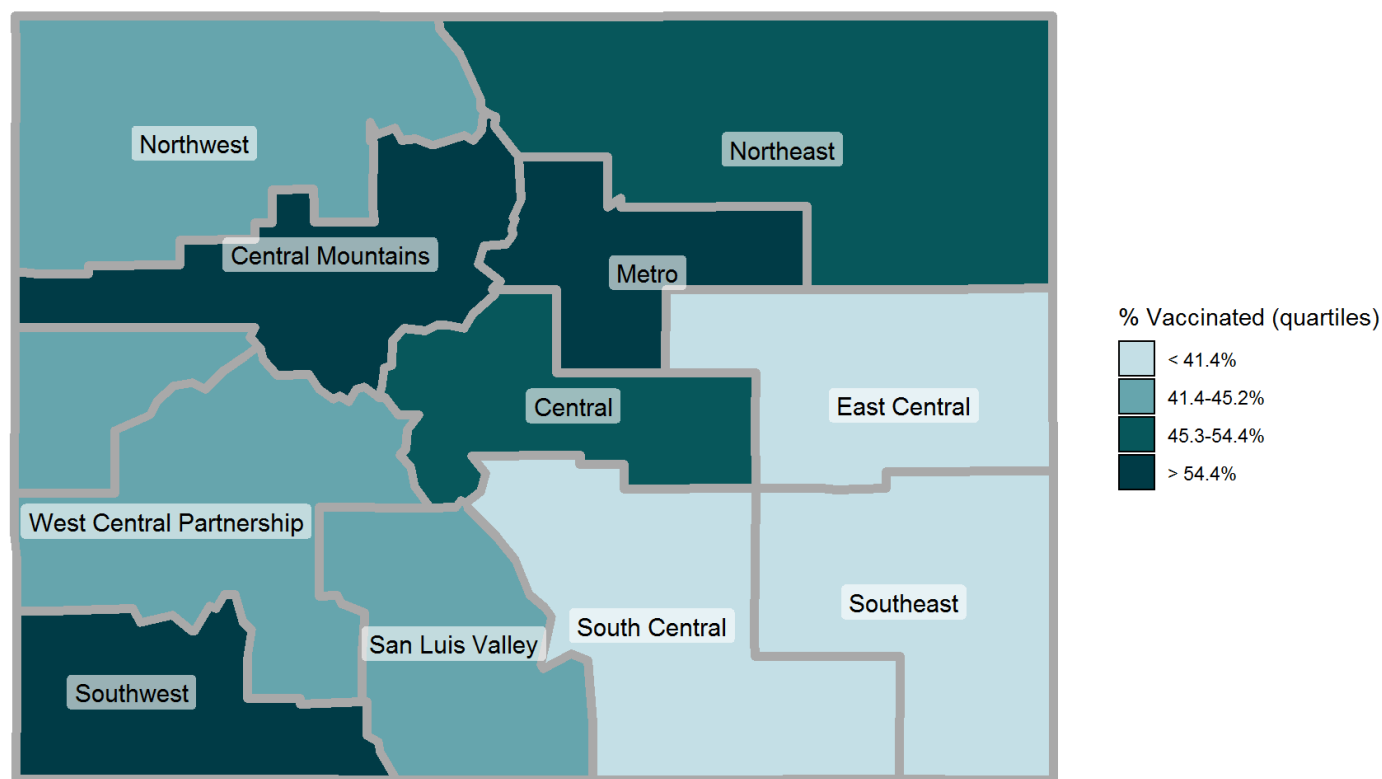 Northwest
Northeast
Central Mountains
Metro
% Vaccinated (quartiles)
< 41.4%
41.4-45.2%
45.3-54.4%
> 54.4%
Central
East Central
West Central Partnership
Southeast
South Central
San Luis Valley
Southwest